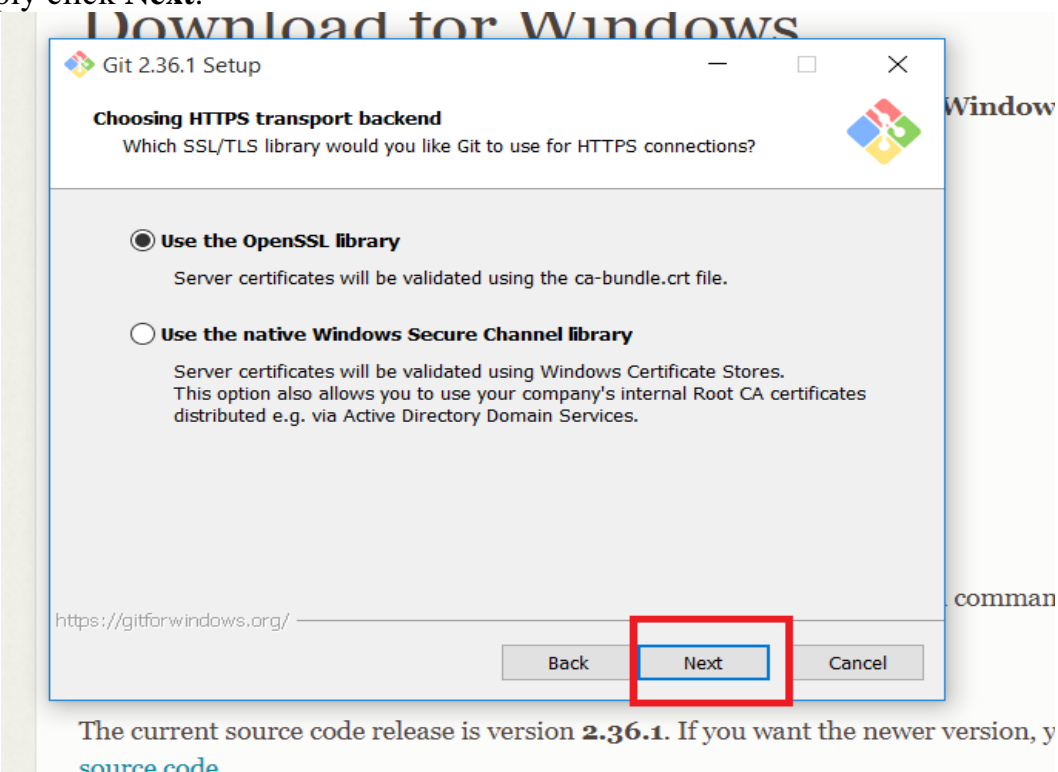 click Next.
Download for Windows
Git 2.36.1 Setup
Window
Choosing HTTPS transport backend
Which SSL/TLS library would you like Git to use for HTTPS connections?
Use the OpenSSL library
Server certificates will be validated using the ca-bundle.crt file.
Use the native Windows Secure Channel library
Server certificates will be validated using Windows Certificate Stores.
This option also allows you to use your company's internal Root CA certificates
distributed e.g. via Active Directory Domain Services.
comman
https://gitforwindows.org/
Back Next Cancel
The current source code release is version 2.36.1. If you want the newer version, y
source code